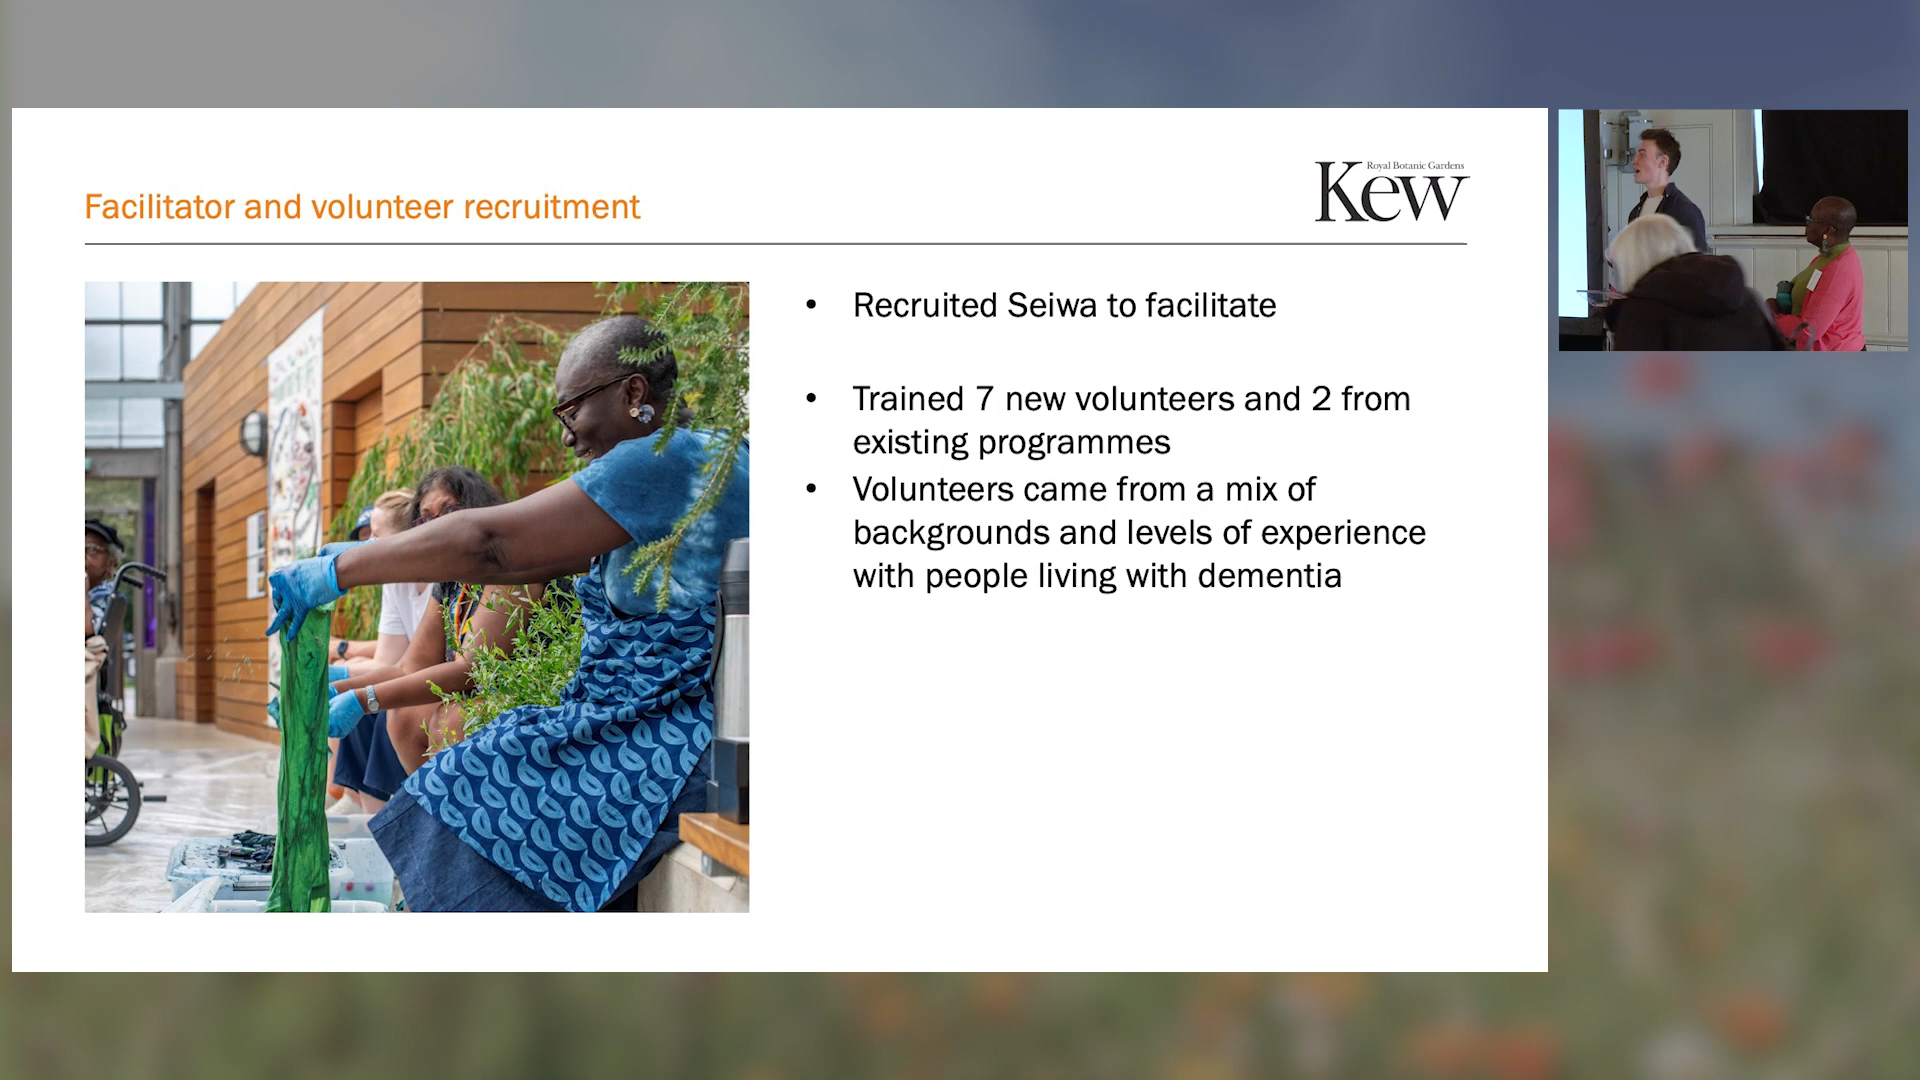 Facilitator and volunteer recruitment
Royal Botanic Gardens
Kew
• Recruited Seiwa to facilitate
• Trained 7 new volunteers and 2 from
existing programmes
• Volunteers came from a mix of
backgrounds and levels of experience
with people living with dementia